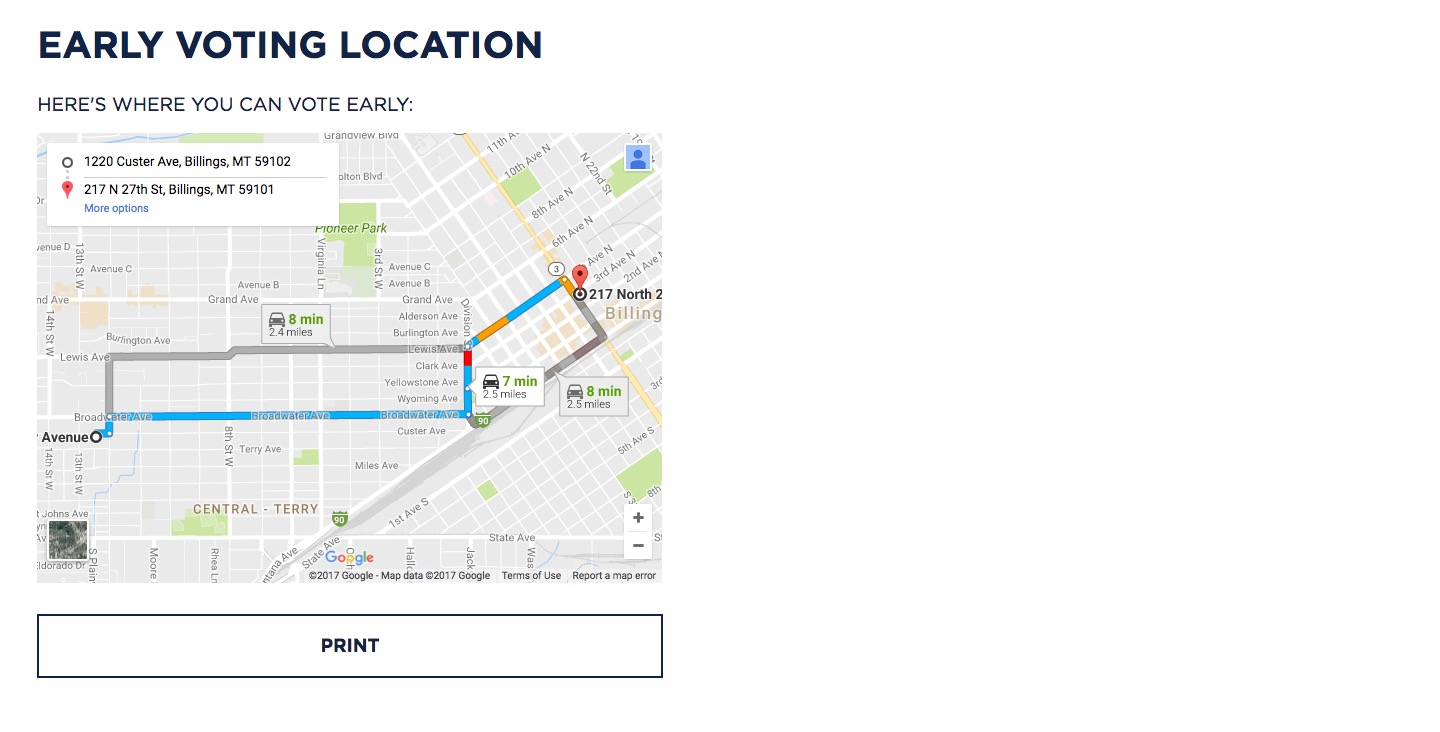 EARLY VOTING LOCATION
HERE'S WHERE YOU CAN VOTE EARLY:
1220 Custer Ave, Billings, MT 59102
217 N 27th St, Billings, MT 59101
More options
Grandview Blvd
olton Blvd
11th Ave N
10th Ave N
N 22nd St
8th Ave N
6th Ave N
Pioneer Park
venue D
13th St W
Avenue C
Virginia Ln
3rd St W
Avenue C
Avenue B
Avenue B
Ave N
3rd Ave N
2nd Ave N
3
217 North 2
Billing
nd Ave
Grand Ave
Grand Ave
Division S
Alderson Ave
Burlington Ave
14th St W
8 min
2.4 miles
Burlington Ave
Lewis Ave
Lewis Ave
Clark Ave
Yellowstone Ave
7 min
2.5 miles
Wyoming Ave
8 min
2.5 miles
Broadwater Ave
Broadwater Ave
Broadwater Ave
90
Custer Ave
Avenue
8th St W
14th St W
13th St W
Terry Ave
Miles Ave
5th Ave S
S 3
8th
CENTRAL - TERRY
90
1st Ave S
t Johns Ave
State Ave
State Ave
ntana Ave
Eldorado Dr
S Plain
Moore
Rhea Ln
Hallo
Jack
Was
+
−
Google
©2017 Google - Map data ©2017 Google
Terms of Use
Report a map error
PRINT